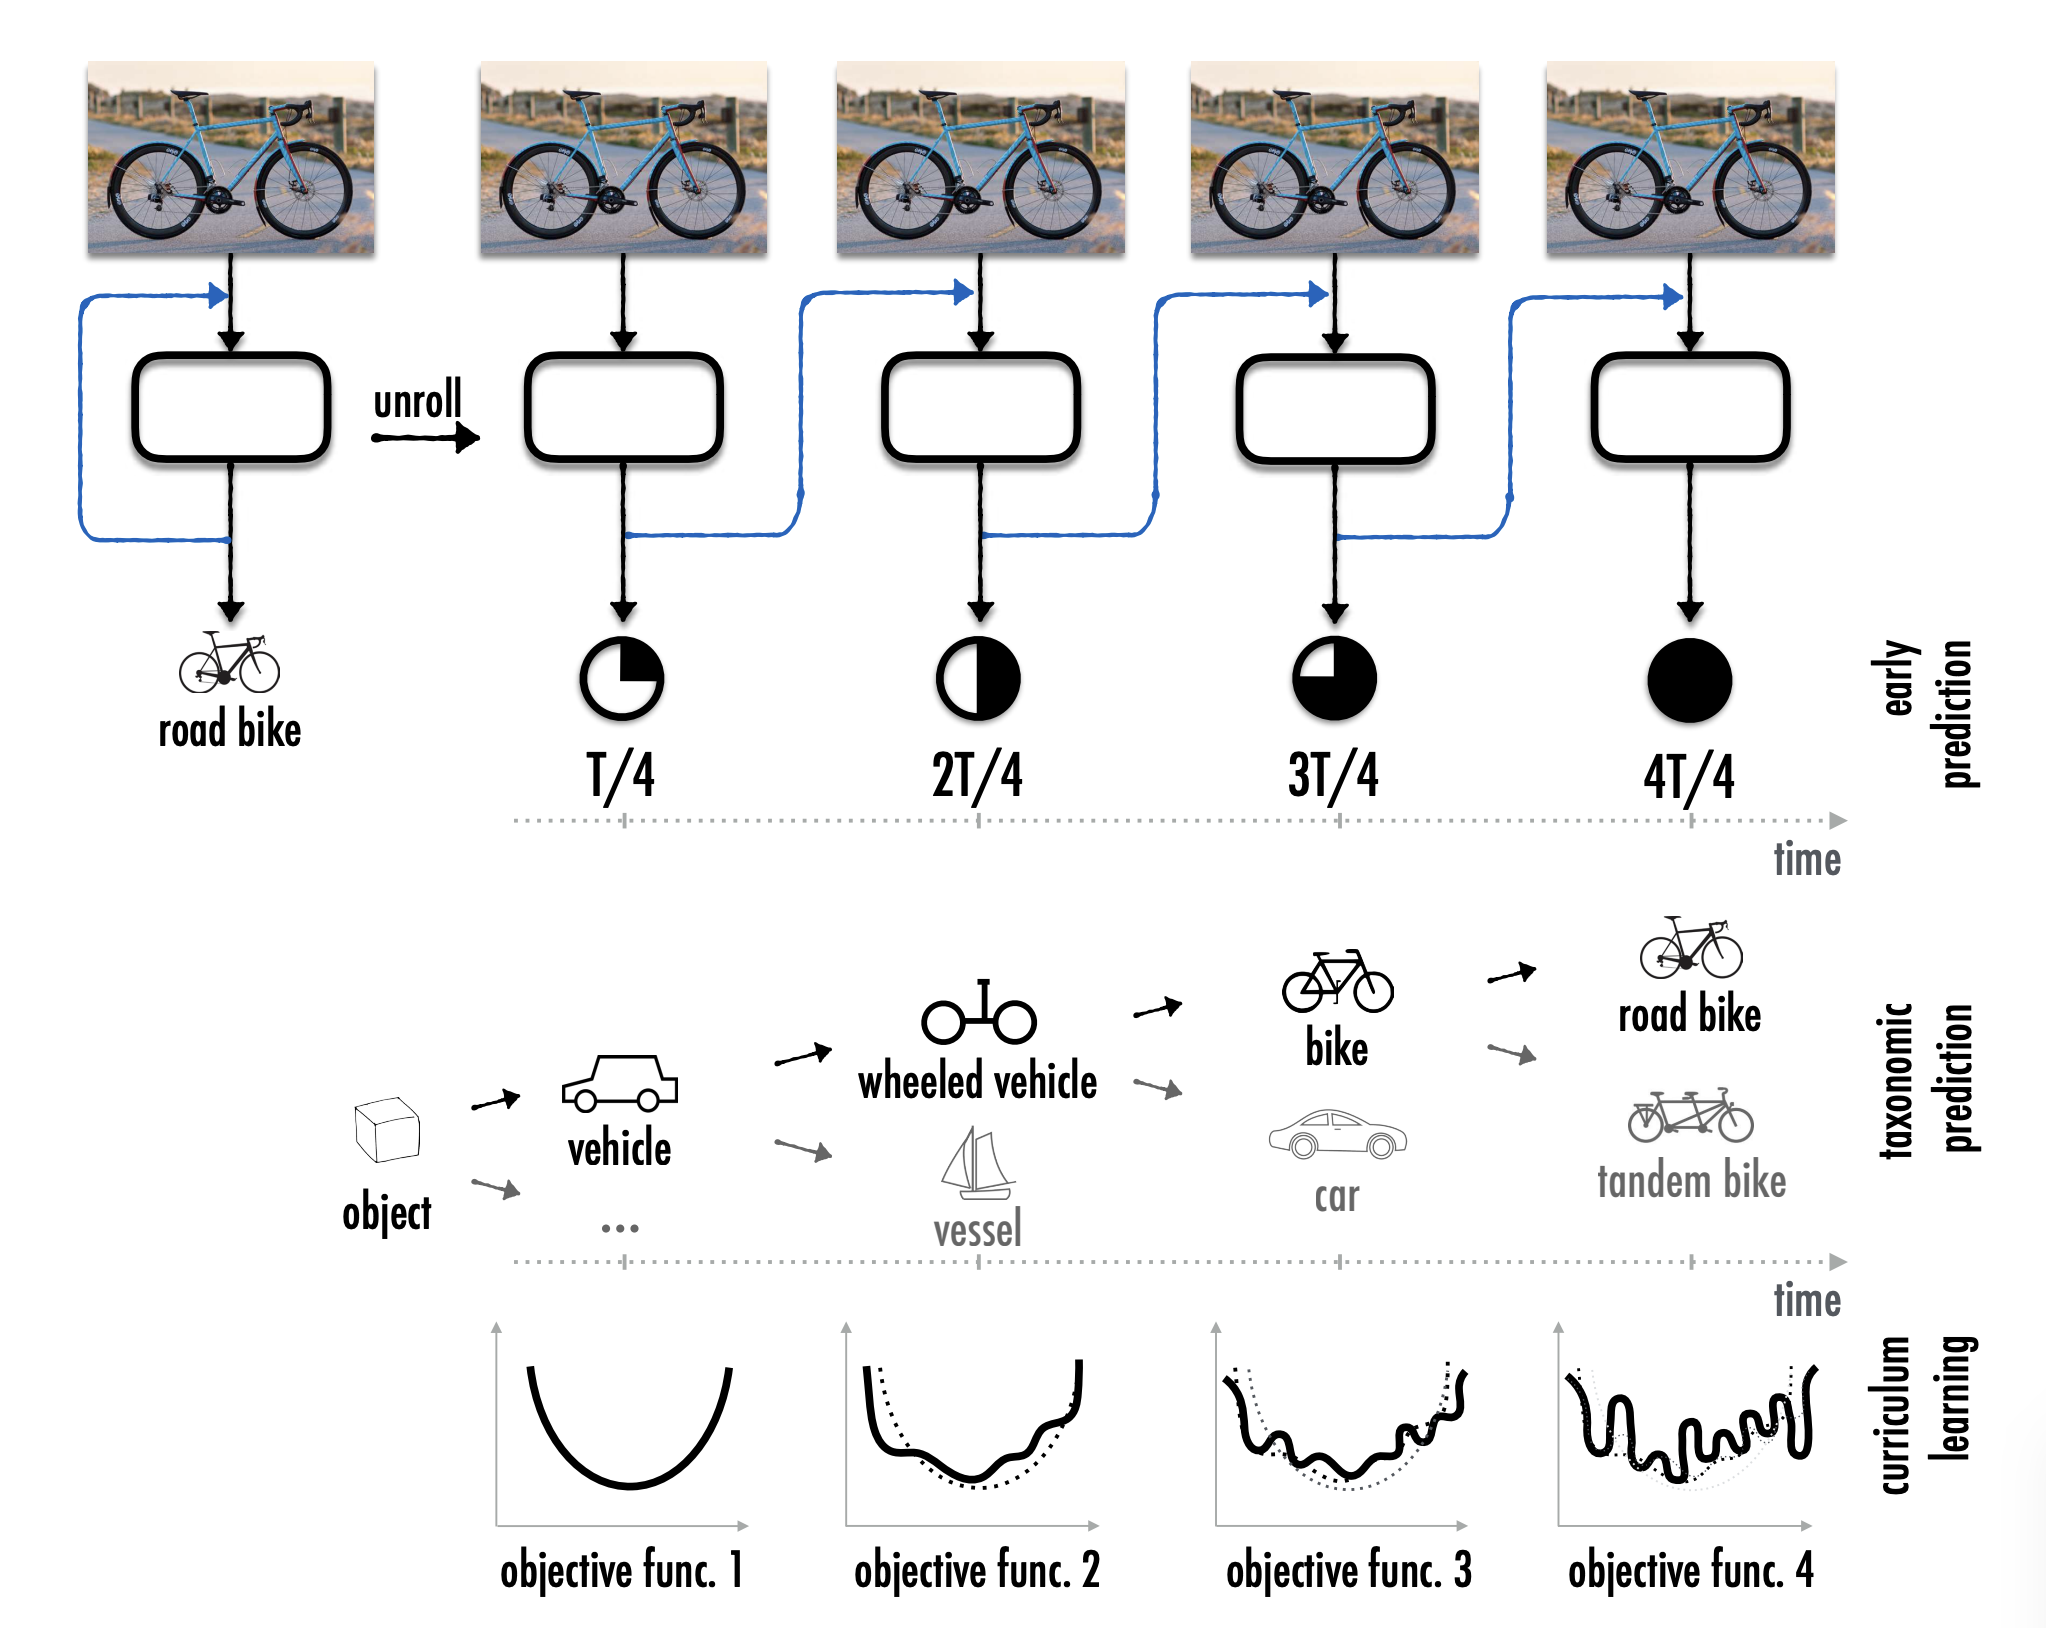 unroll
road bike
T/4
2T/4
3T/4
4T/4
early
prediction
time
object
vehicle
...
wheeled vehicle
vessel
bike
car
road bike
tandem bike
taxonomic
prediction
time
objective func. 1
objective func. 2
objective func. 3
objective func. 4
curriculum
learning